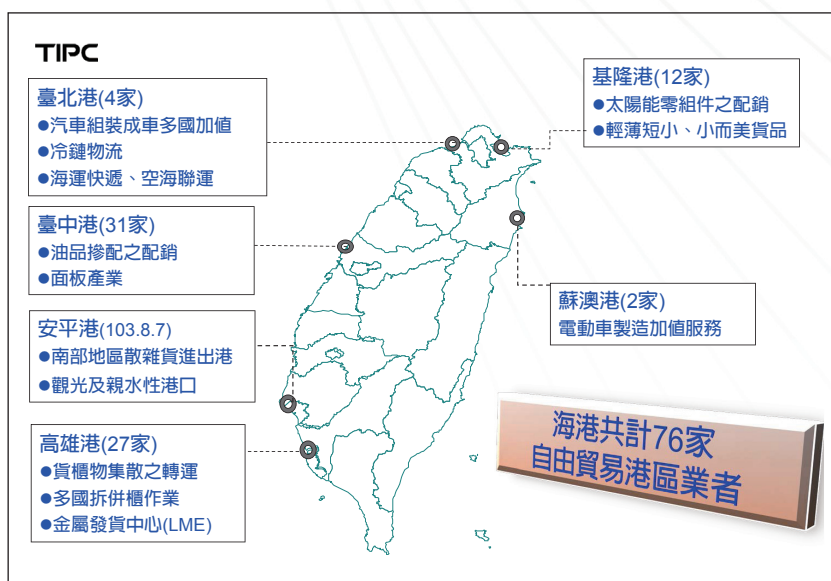 TIPC
臺北港(4家)
●汽車組裝成車多國加值
●冷鏈物流
●海運快遞、空海聯運
基隆港(12家)
●太陽能零組件之配銷
●輕薄短小、小而美貨品
臺中港(31家)
●油品摻配之配銷
●面板產業
蘇澳港(2家)
電動車製造加值服務
安平港(103.8.7)
●南部地區散雜貨進出港
●觀光及親水性港口
高雄港(27家)
●貨櫃物集散之轉運
●多國拆併櫃作業
●金屬發貨中心(LME)
海港共計76家
自由貿易港區業者